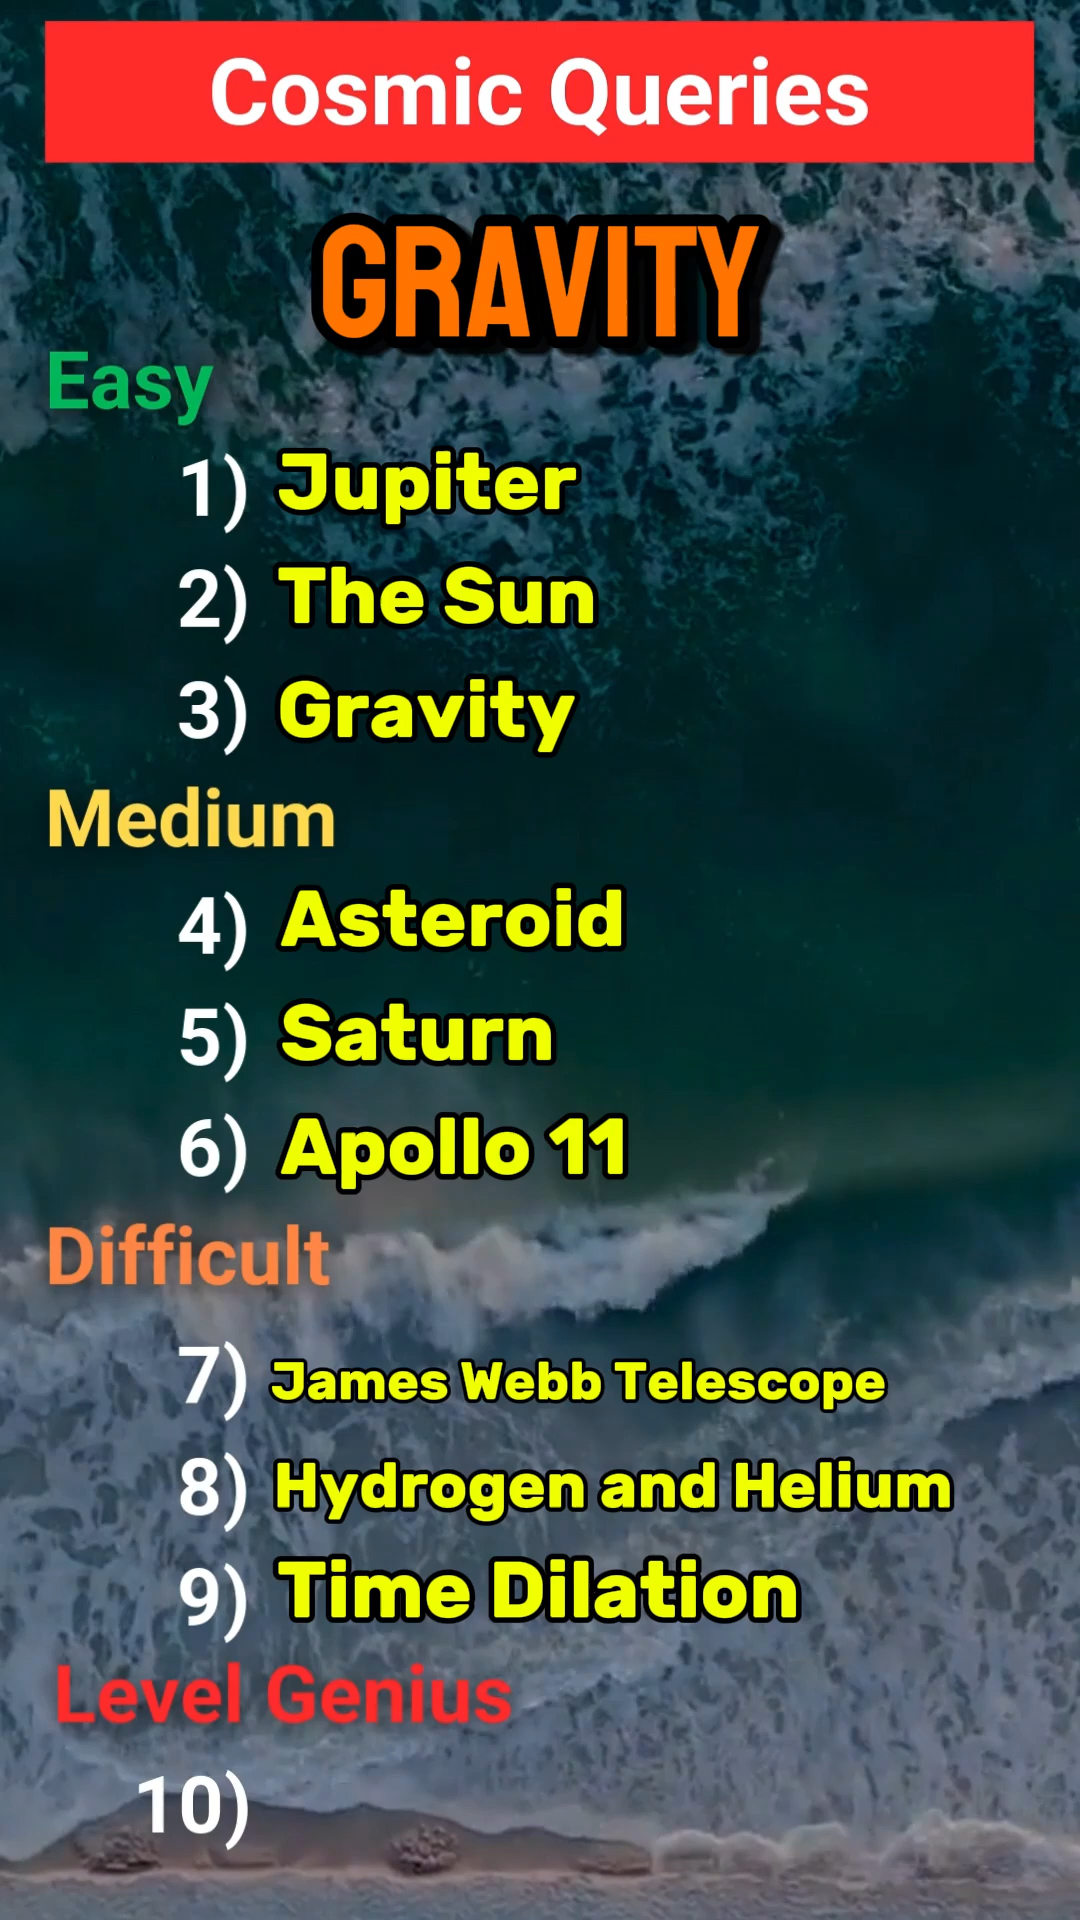 Cosmic Queries
GRAVITY
Easy
1) Jupiter
2) The Sun
3) Gravity
Medium
4) Asteroid
5) Saturn
6) Apollo 11
Difficult
7) James Webb Telescope
8) Hydrogen and Helium
9) Time Dilation
Level Genius
10)